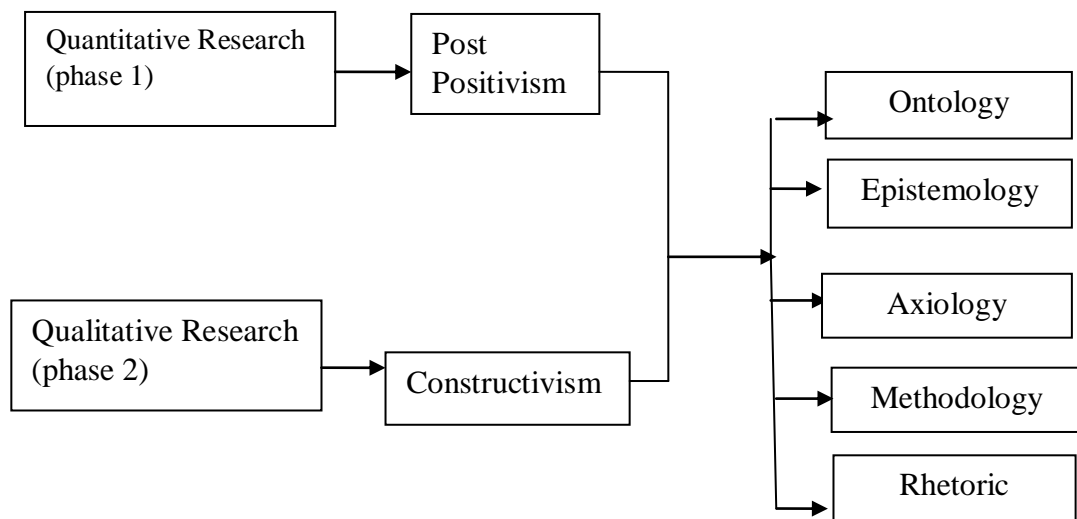 Quantitative Research
(phase 1)
Post
Positivism
Qualitative Research
(phase 2)
Constructivism
Ontology
Epistemology
Axiology
Methodology
Rhetoric